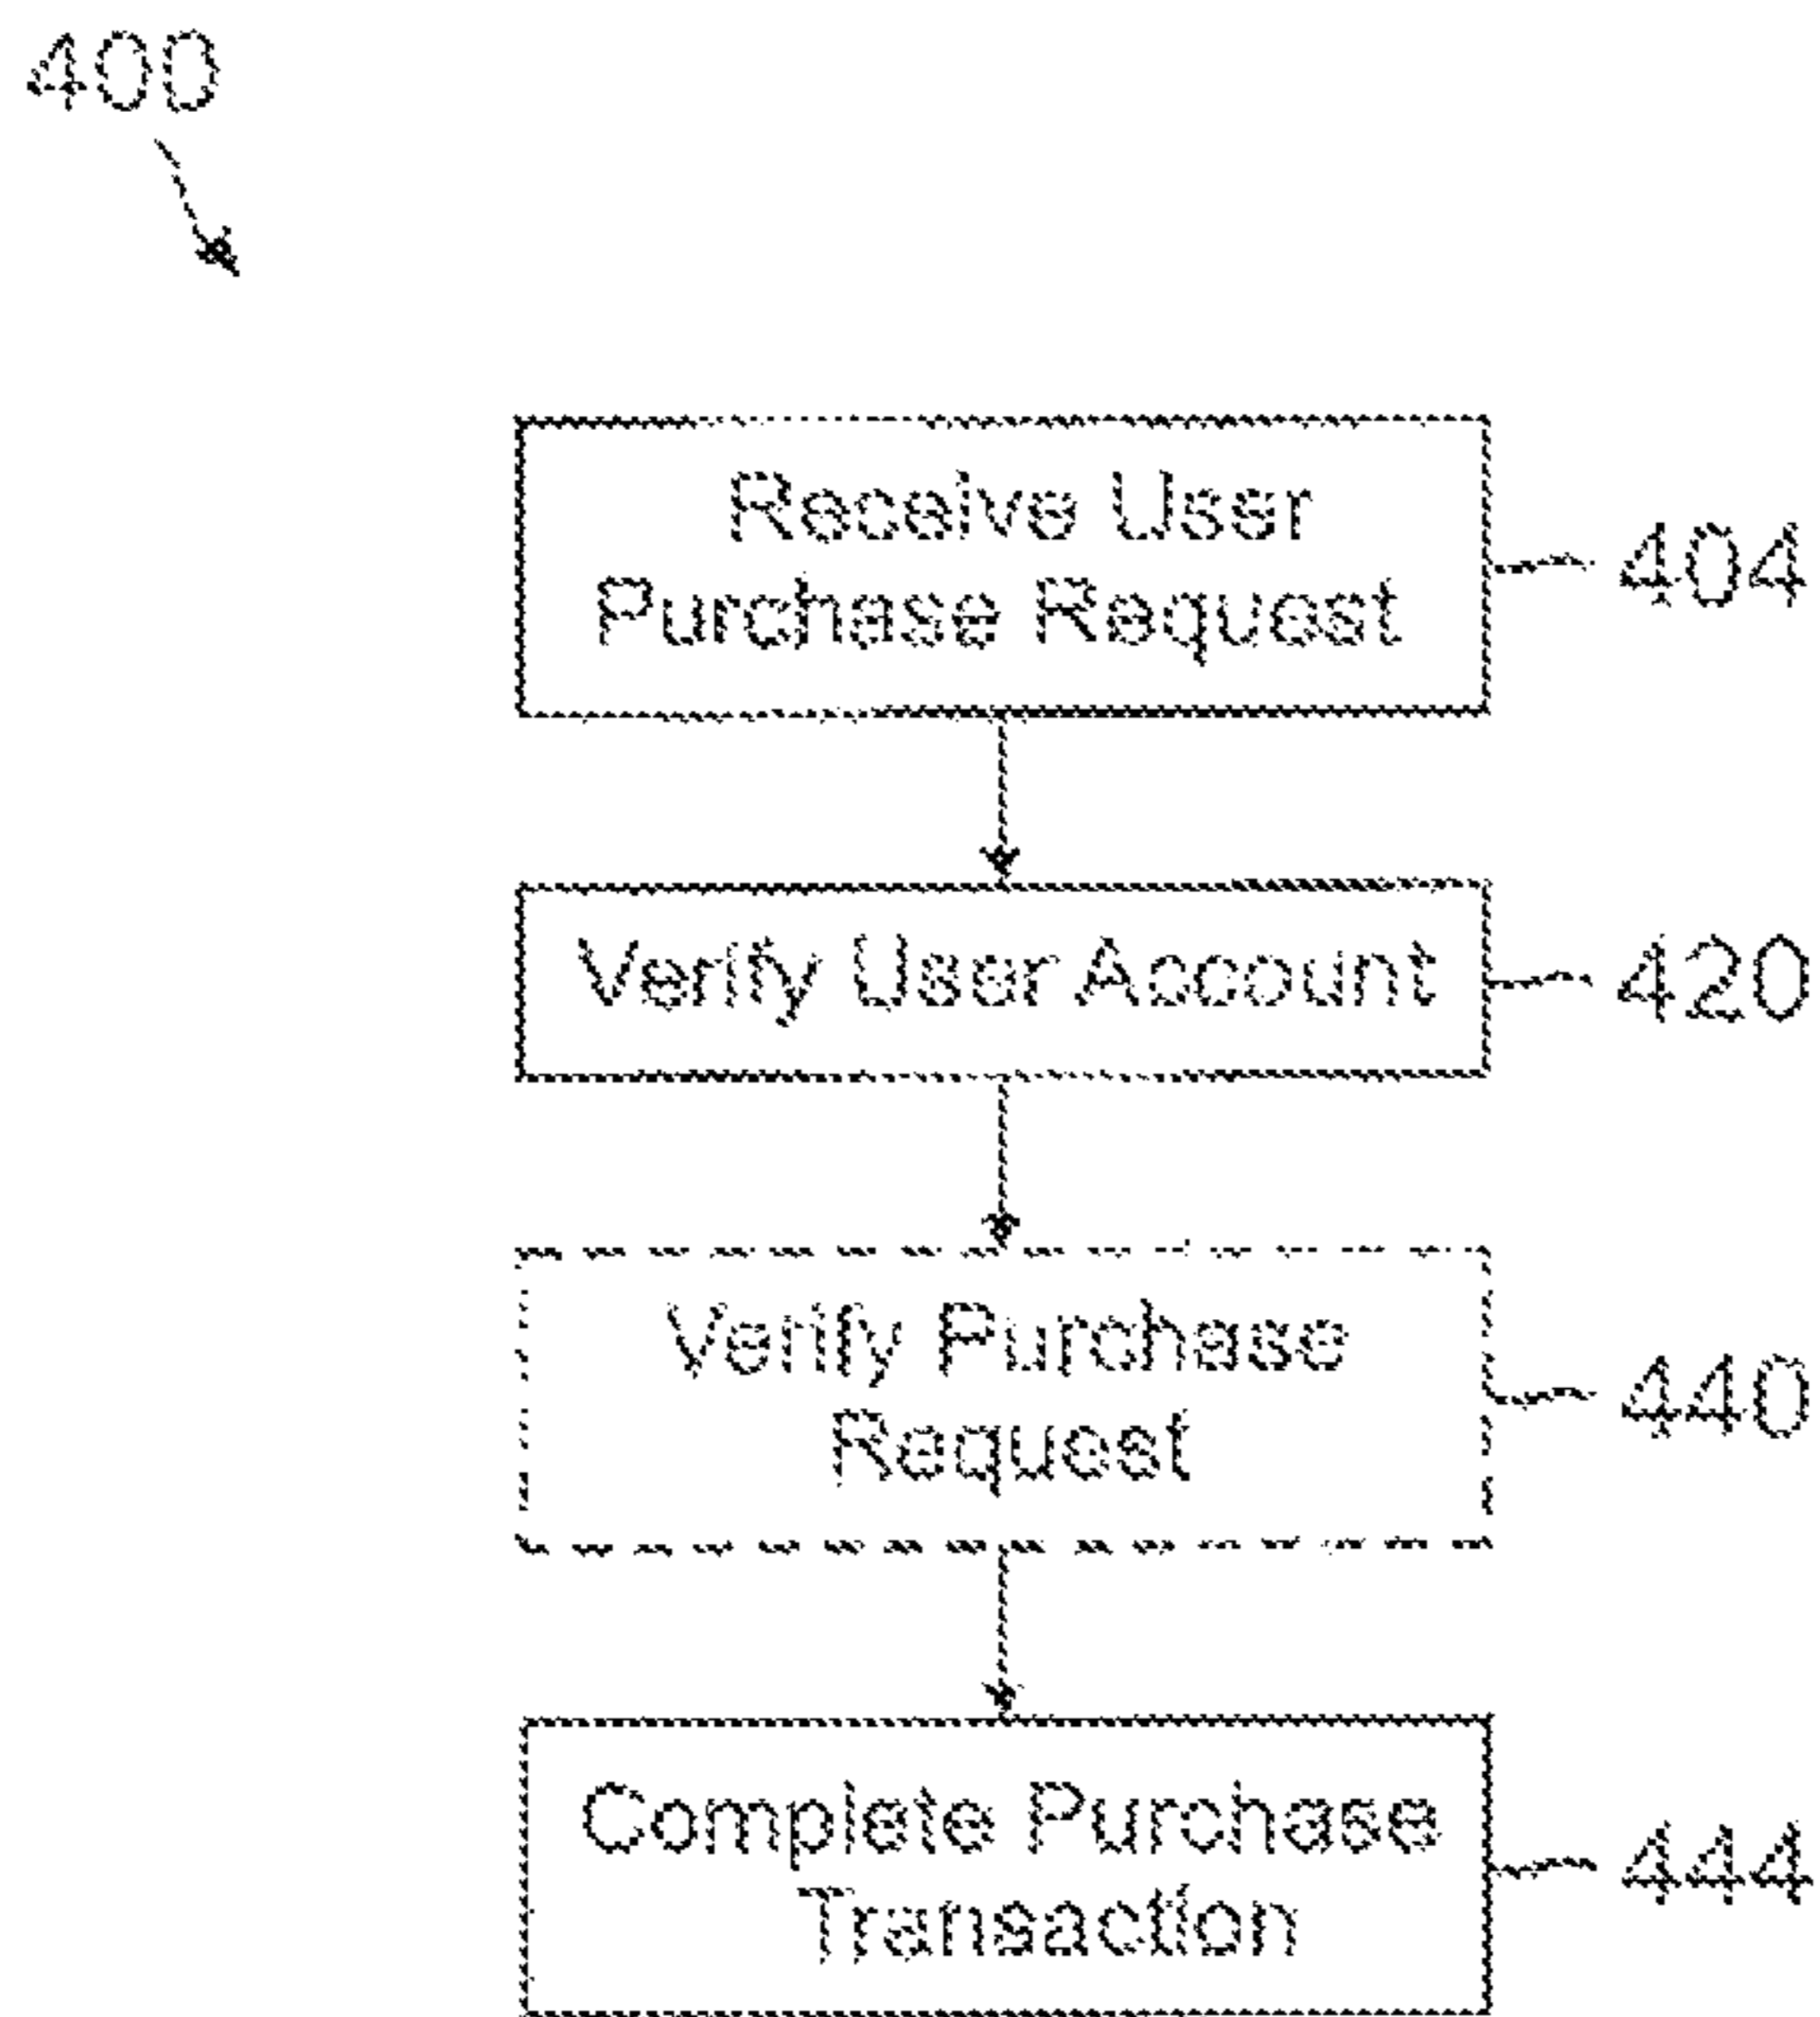 400
Receive User
Purchase Request
404
Verify User Account
420
Verify Purchase
Request
440
Complete Purchase
Transaction
444